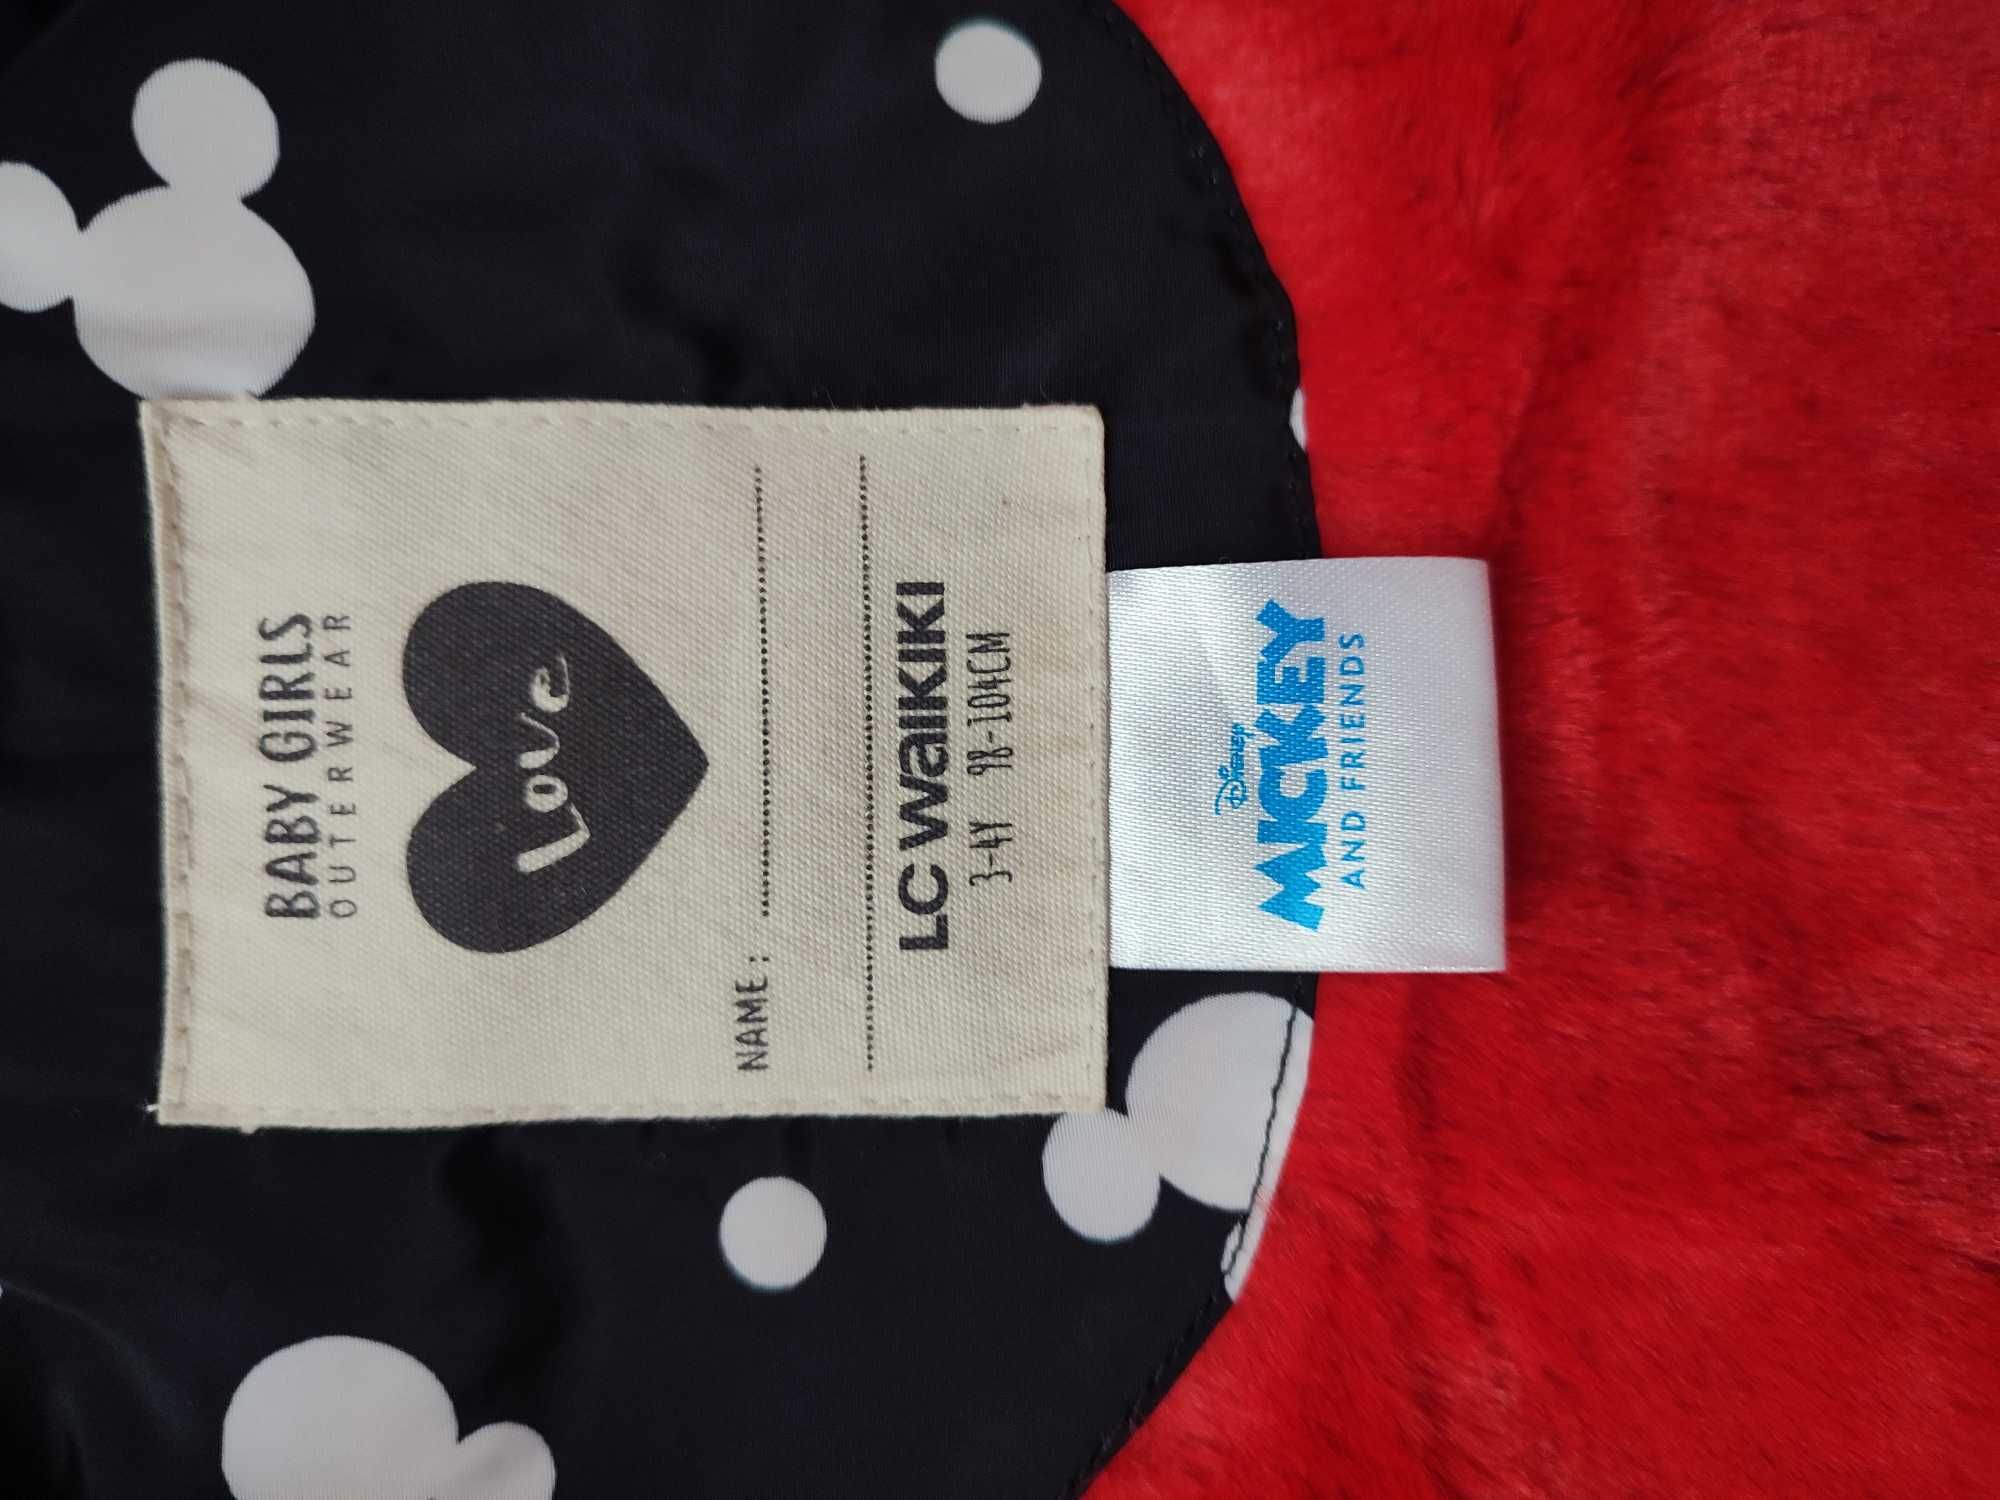 BABY GIRLS
OUTERWEAR
Love
NAME: ........................................
........................................
LC WAIKIKI
3-4Y 98-104CM
Disney
MICKEY
AND FRIENDS